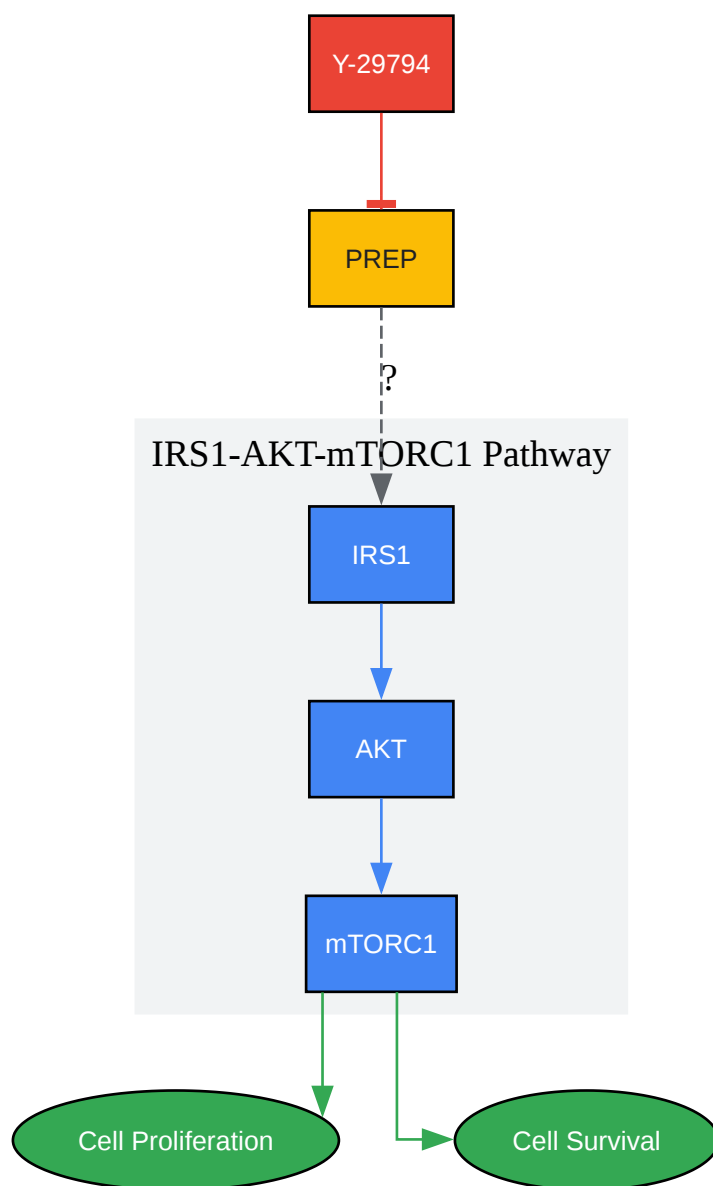 Y-29794
PREP
?
IRS1-AKT-mTORC1 Pathway
IRS1
AKT
mTORC1
Cell Proliferation
Cell Survival